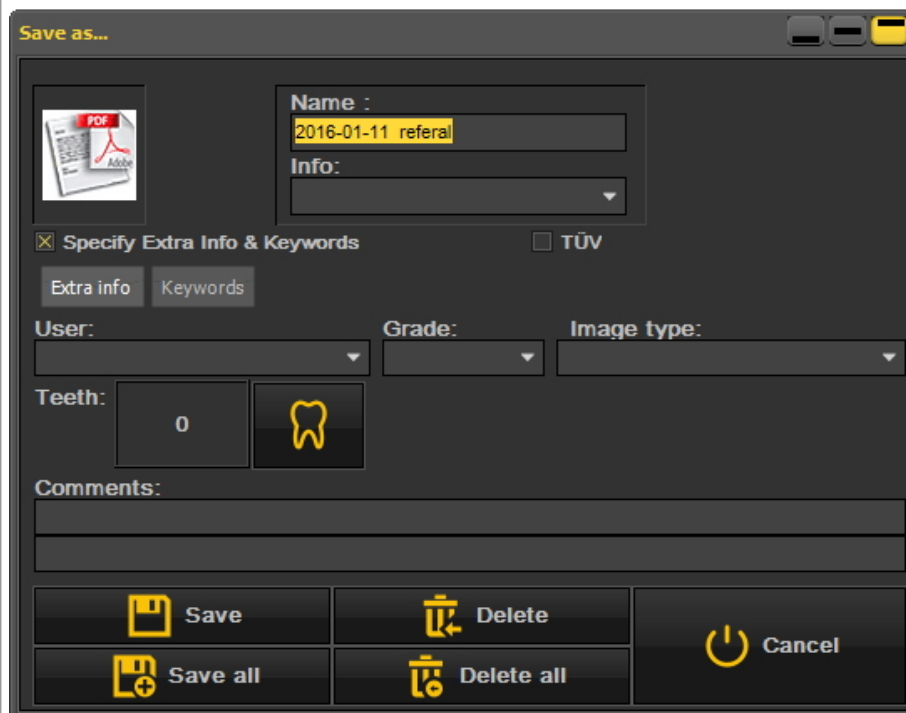 Save as...
PDF
Adobe
Name :
2016-01-11 referal
Info:
Specify Extra Info & Keywords
TÜV
Extra info
Keywords
User:
Grade:
Image type:
Teeth:
0
Comments:
Save
Delete
Cancel
Save all
Delete all